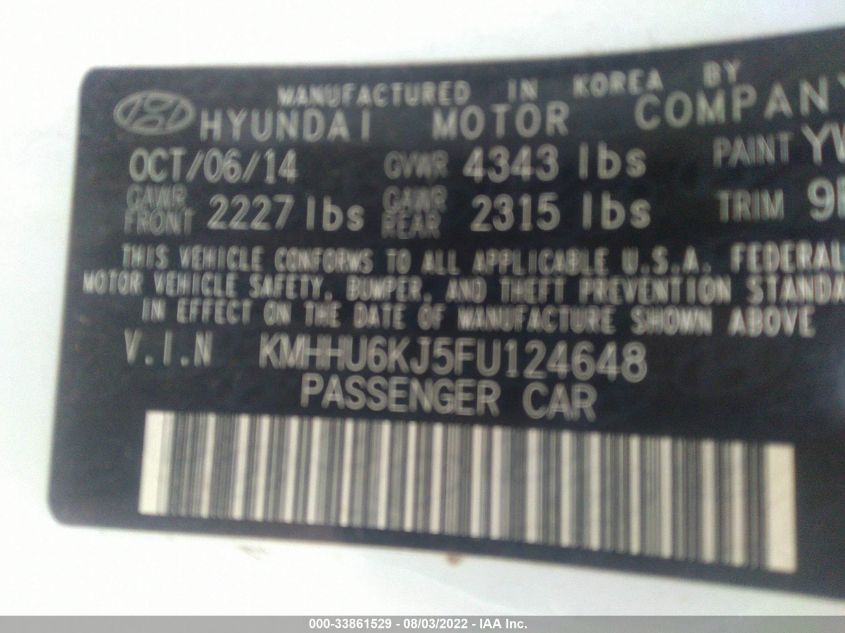 MANUFACTURED IN KOREA BY
HYUNDAI MOTOR COMPANY
OCT/06/14 GVWR 4343 lbs PAINT
GAWR FRONT 2227 lbs GAWR REAR 2315 lbs TRIM
THIS VEHICLE CONFORMS TO ALL APPLICABLE U.S.A. FEDERAL
MOTOR VEHICLE SAFETY, BUMPER, AND THEFT PREVENTION
IN EFFECT ON THE DATE OF MANUFACTURE SHOWN ABOVE
V.I.N KMHHU6KJ5FU124648
PASSENGER CAR
000-33861529 - 08/03/2022 - IAA Inc.